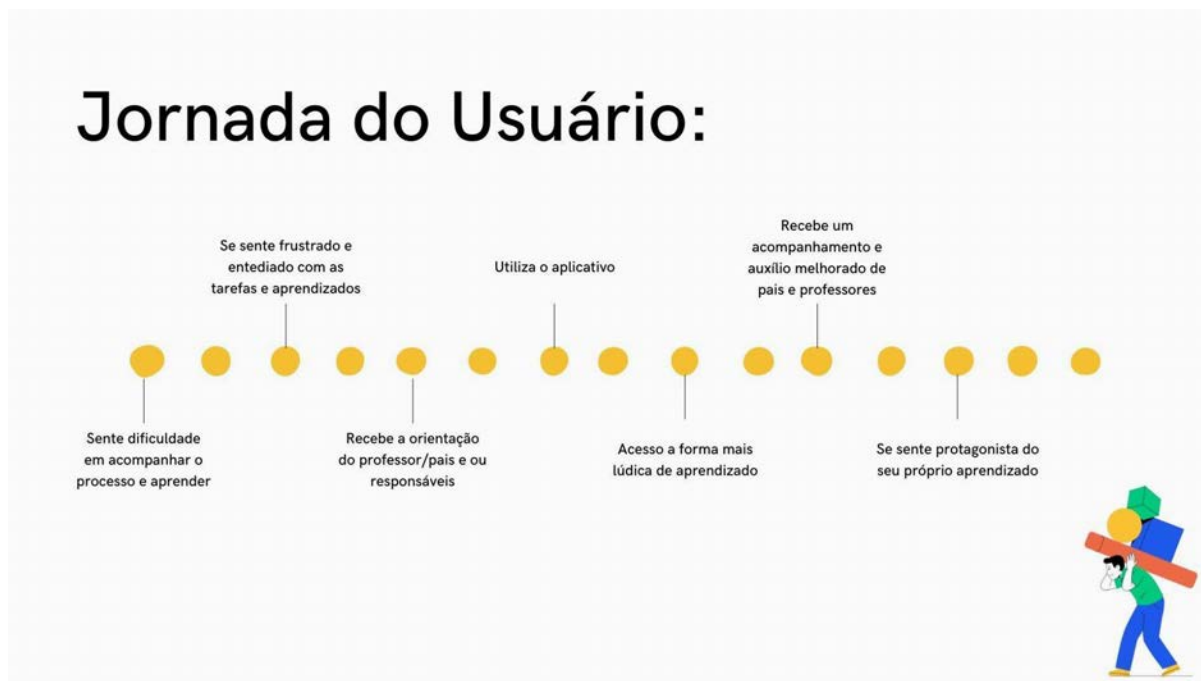 Jornada do Usuário:
Sente dificuldade
em acompanhar o
processo e aprender
Se sente frustrado e
entediado com as
tarefas e aprendizados
Recebe a orientação
do professor/pais e ou
responsáveis
Utiliza o aplicativo
Acesso a forma mais
lúdica de aprendizado
Recebe um
acompanhamento e
auxílio melhorado de
pais e professores
Se sente protagonista do
seu próprio aprendizado